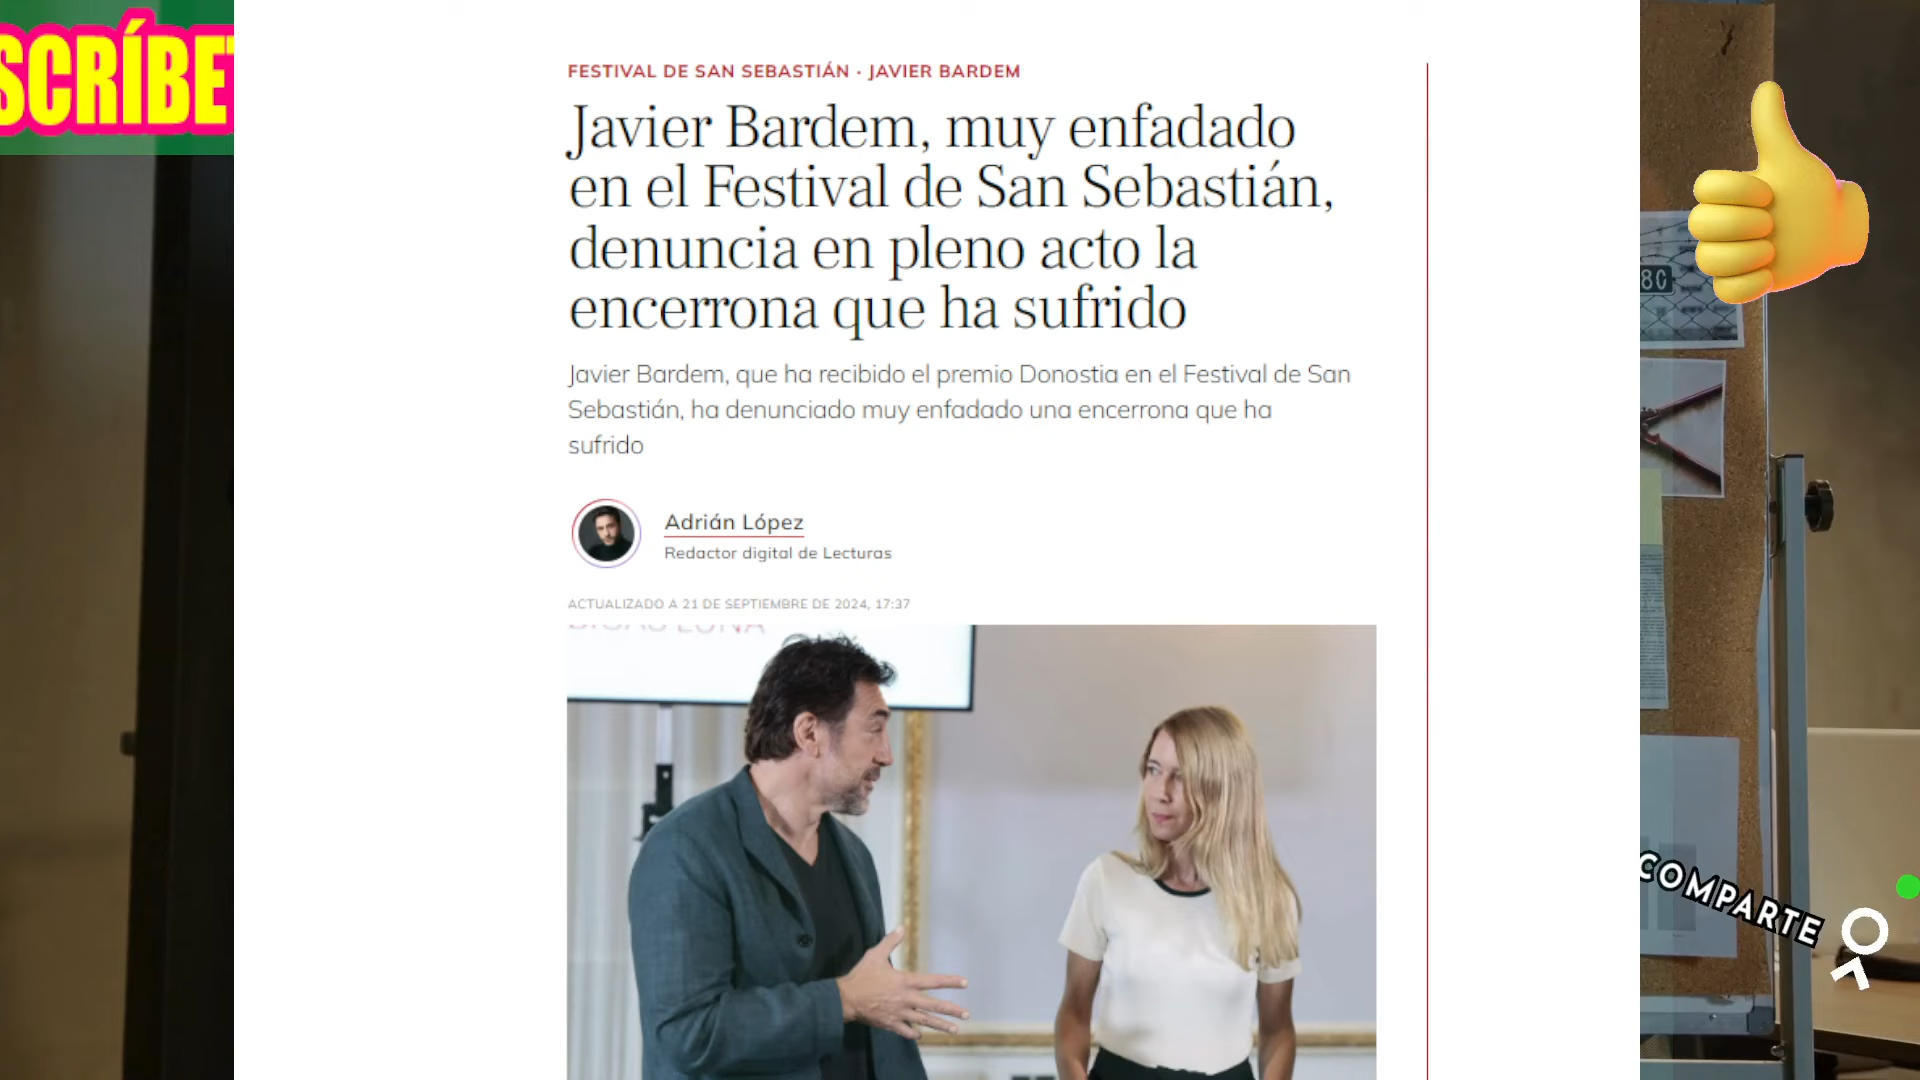 SCRÍBE
FESTIVAL DE SAN SEBASTIÁN · JAVIER BARDEM
Javier Bardem, muy enfadado
en el Festival de San Sebastián,
denuncia en pleno acto la
encerrona que ha sufrido
Javier Bardem, que ha recibido el premio Donostia en el Festival de San
Sebastián, ha denunciado muy enfadado una encerrona que ha
sufrido
Adrián López
Redactor digital de Lecturas
ACTUALIZADO A 21 DE SEPTIEMBRE DE 2024, 17:37
COMPARTE